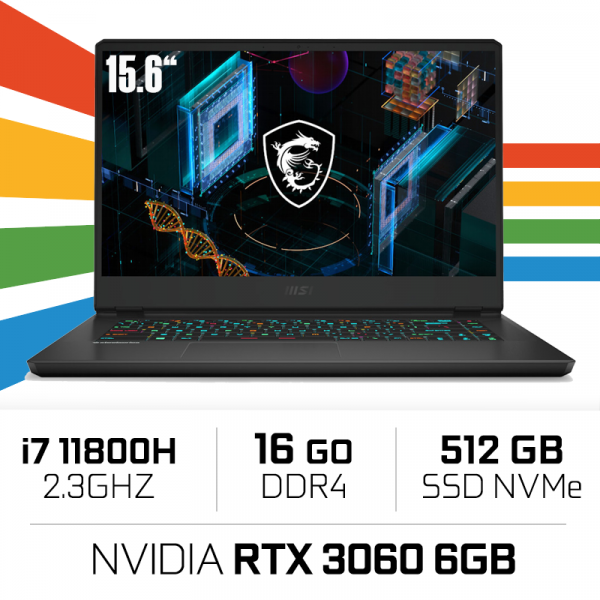 15.6“
msi
i7 11800H
2.3GHZ
16 GO
DDR4
512 GB
SSD NVMe
NVIDIA RTX 3060 6GB